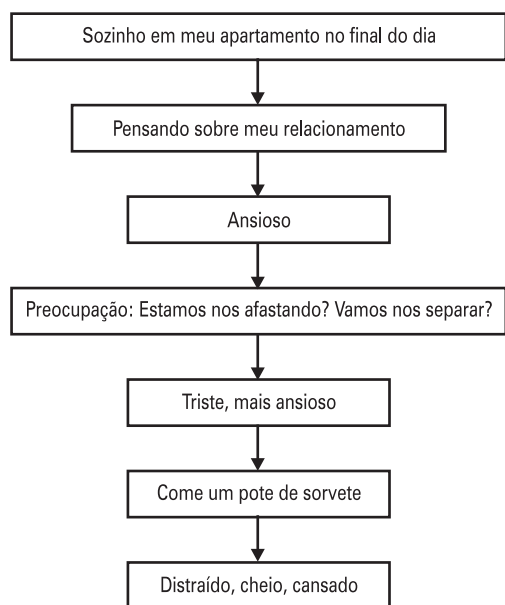 Sozinho em meu apartamento no final do dia
Pensando sobre meu relacionamento
Ansioso
Preocupação: Estamos nos afastando? Vamos nos separar?
Triste, mais ansioso
Come um pote de sorvete
Distraído, cheio, cansado